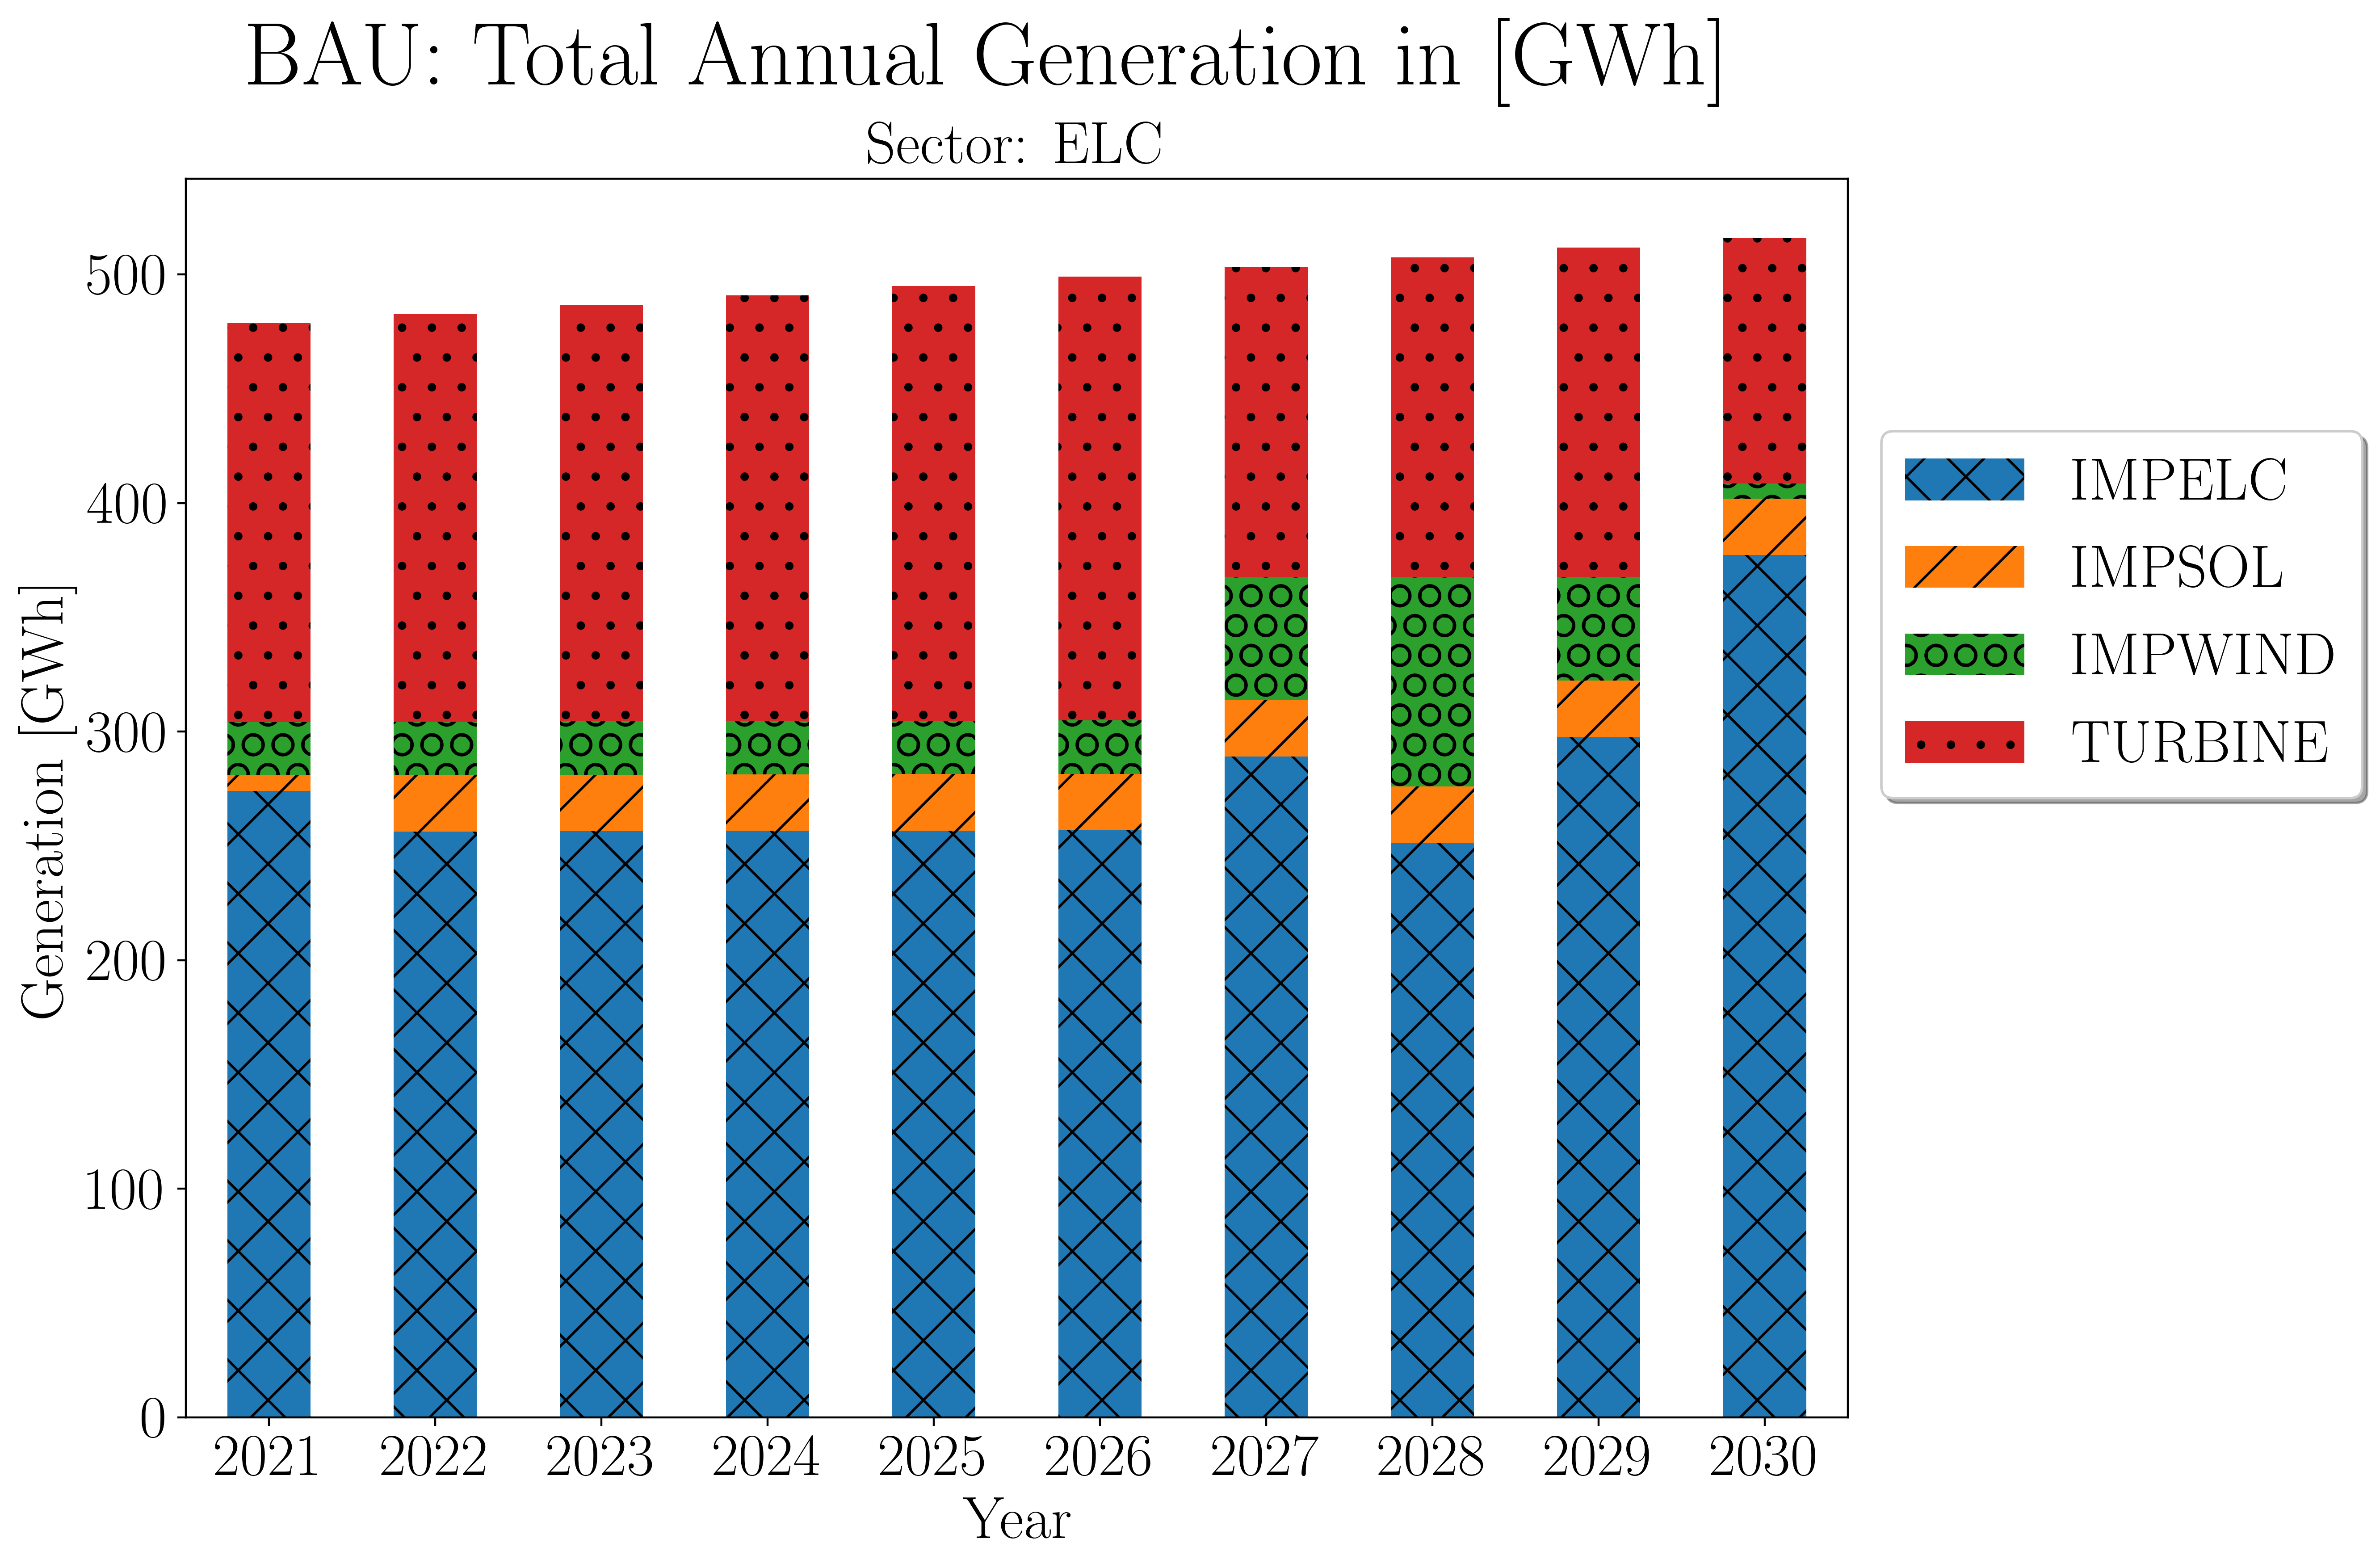 BAU: Total Annual Generation in [GWh]
Sector: ELC
Generation [GWh]
500
400
300
200
100
0
2021 2022 2023 2024 2025 2026 2027 2028 2029 2030
Year
IMPELC
IMPSOL
IMPWIND
TURBINE